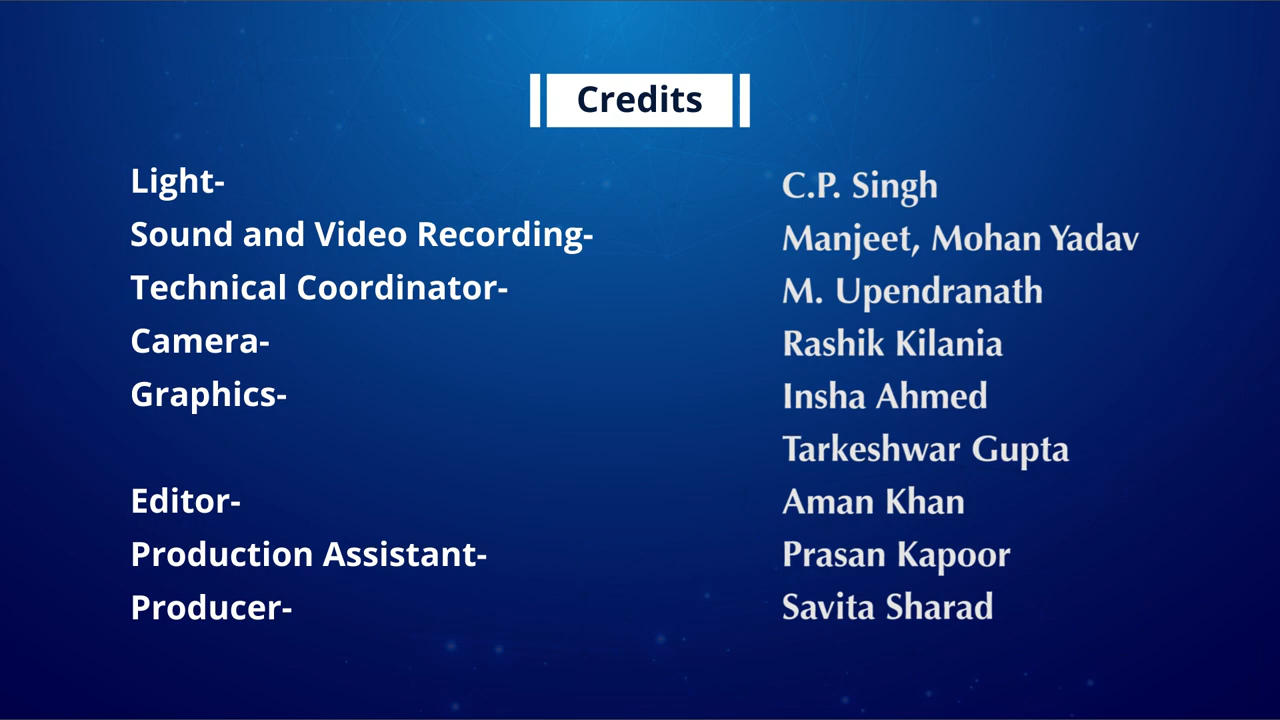 Credits
Light- C.P. Singh
Sound and Video Recording- Manjeet, Mohan Yadav
Technical Coordinator- M. Upendranath
Camera- Rashik Kilania
Graphics- Insha Ahmed
Tarkeshwar Gupta
Editor- Aman Khan
Production Assistant- Prasan Kapoor
Producer- Savita Sharad